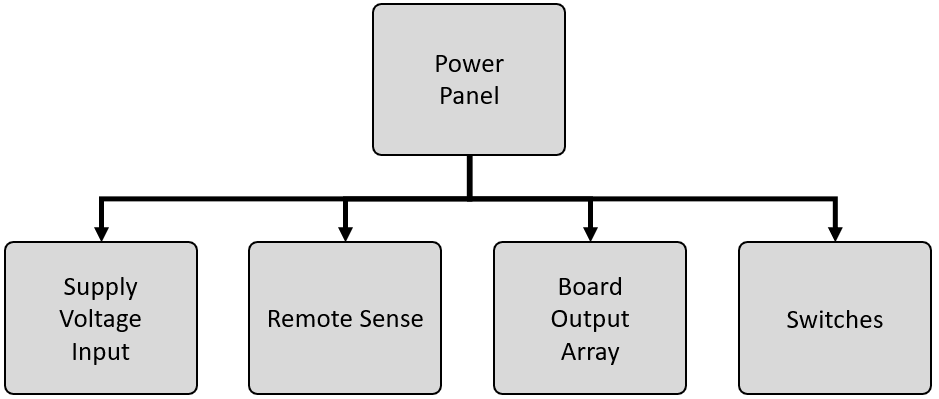 Power
Panel
Supply
Voltage
Input
Remote Sense
Board
Output
Array
Switches